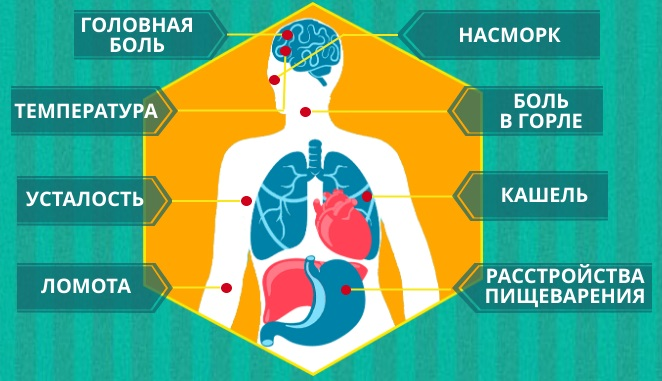 ГОЛОВНАЯ
БОЛЬ
НАСМОРК
ТЕМПЕРАТУРА
БОЛЬ
В ГОРЛЕ
УСТАЛОСТЬ
КАШЕЛЬ
ЛОМОТА
РАССТРОЙСТВА
ПИЩЕВАРЕНИЯ